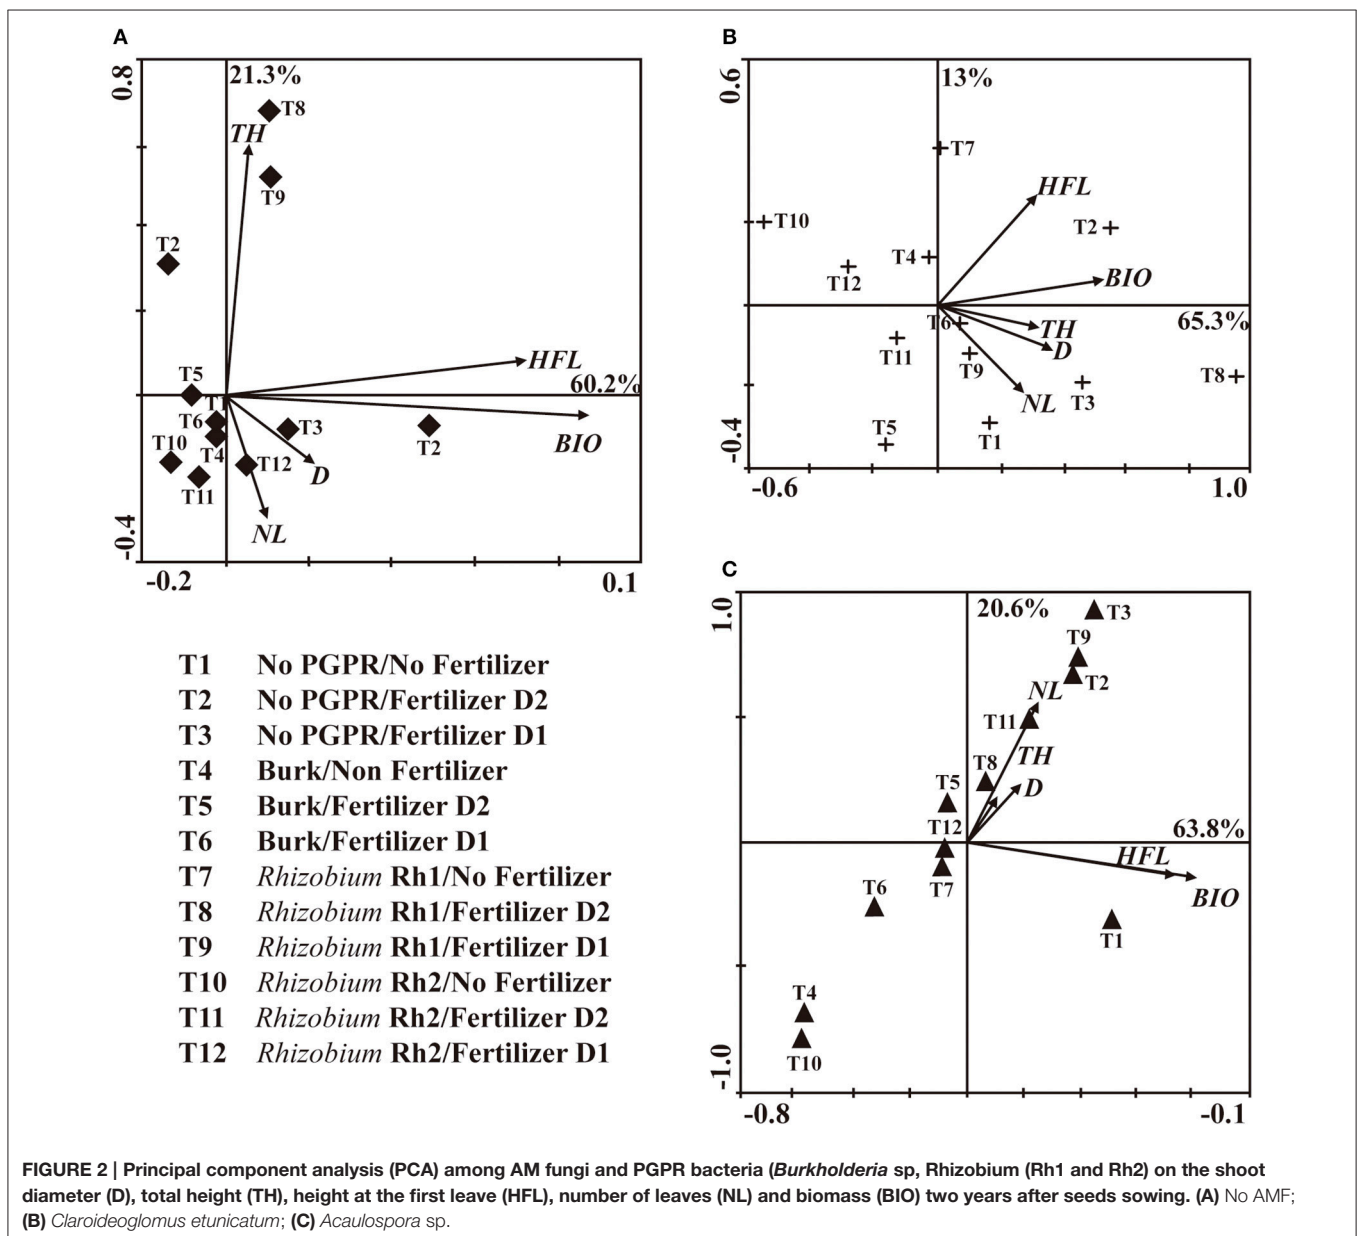 A
0.8
21.3%
T8
TH
T9
T2
T5
HFL
60.2%
T1
T6
T3
T2
BIO
T10
T4
T12
D
T11
NL
-0.4
-0.2
0.1
B
0.6
13%
T7
HFL
T10
T2
T4
T12
BIO
T6
TH
65.3%
D
T11
T9
T8
NL
T3
T5
T1
-0.4
-0.6
1.0
C
1.0
20.6%
T3
T9
T2
NL
T11
TH
T8
T5
D
T12
63.8%
HFL
T7
T6
BIO
T1
T4
T10
-1.0
-0.8
-0.1
T1 No PGPR/No Fertilizer
T2 No PGPR/Fertilizer D2
T3 No PGPR/Fertilizer D1
T4 Burk/Non Fertilizer
T5 Burk/Fertilizer D2
T6 Burk/Fertilizer D1
T7 Rhizobium Rh1/No Fertilizer
T8 Rhizobium Rh1/Fertilizer D2
T9 Rhizobium Rh1/Fertilizer D1
T10 Rhizobium Rh2/No Fertilizer
T11 Rhizobium Rh2/Fertilizer D2
T12 Rhizobium Rh2/Fertilizer D1
FIGURE 2 | Principal component analysis (PCA) among AM fungi and PGPR bacteria (Burkholderia sp, Rhizobium (Rh1 and Rh2) on the shoot
diameter (D), total height (TH), height at the first leave (HFL), number of leaves (NL) and biomass (BIO) two years after seeds sowing. (A) No AMF;
(B) Claroideoglomus etunicatum; (C) Acaulospora sp.